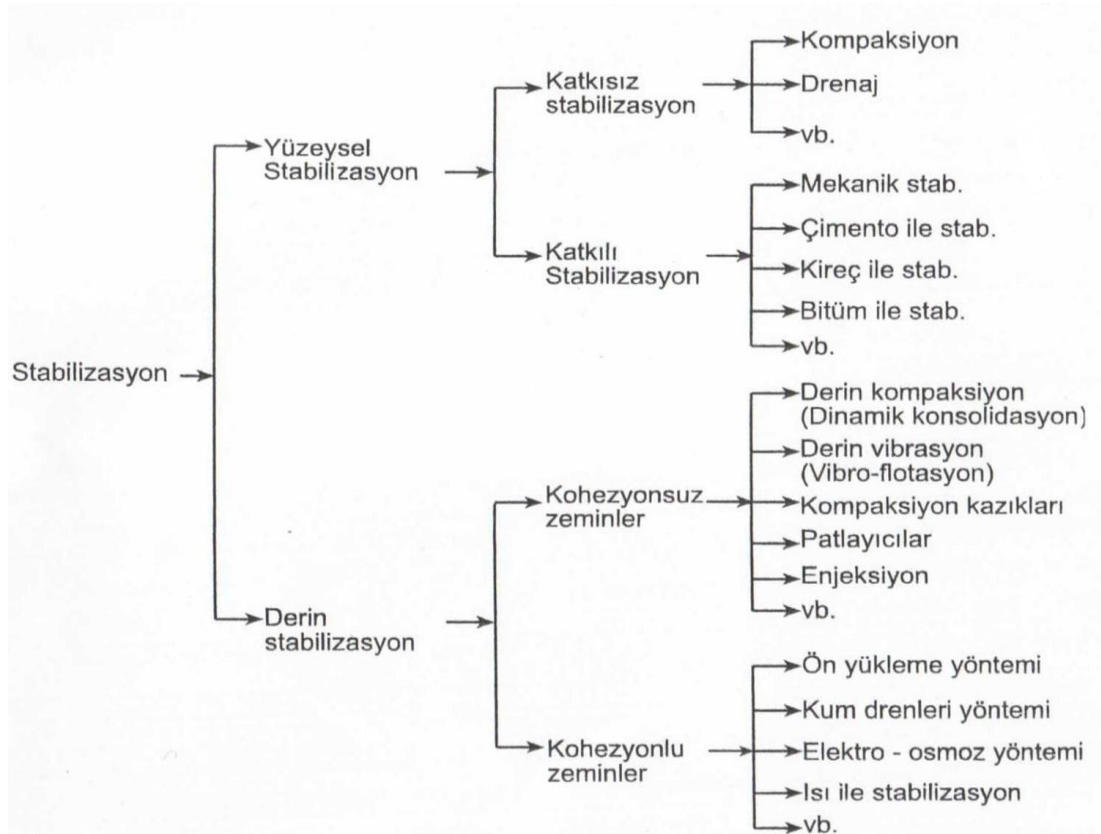 Stabilizasyon
Yüzeysel
Stabilizasyon
Katkısız
stabilizasyon
Kompaksiyon
Drenaj
vb.
Katkılı
Stabilizasyon
Mekanik stab.
Çimento ile stab.
Kireç ile stab.
Bitüm ile stab.
vb.
Derin
stabilizasyon
Kohezyonsuz
zeminler
Derin kompaksiyon
(Dinamik konsolidasyon)
Derin vibrasyon
(Vibro-flotasyon)
Kompaksiyon kazıkları
Patlayıcılar
Enjeksiyon
vb.
Kohezyonlu
zeminler
Ön yükleme yöntemi
Kum drenleri yöntemi
Elektro - osmoz yöntemi
Isı ile stabilizasyon
vb.